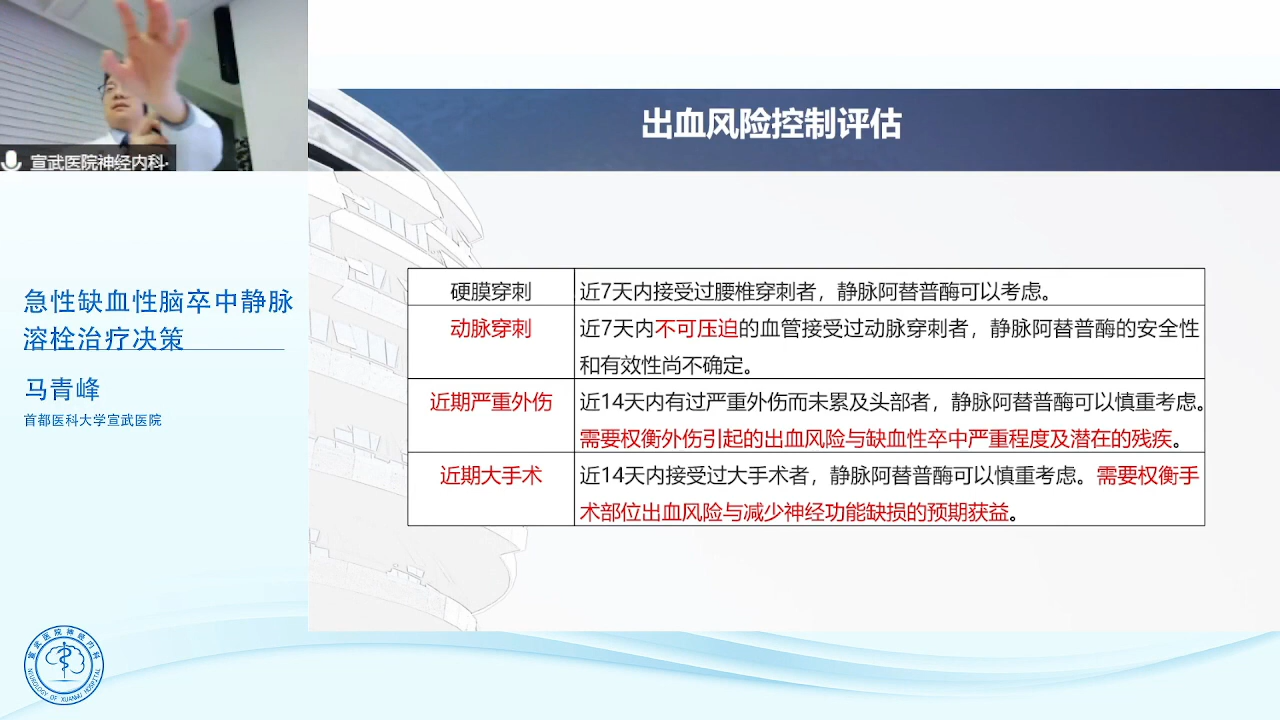 宣武医院神经内科
出血风险控制评估
急性缺血性脑卒中静脉
溶栓治疗决策
马青峰
首都医科大学宣武医院
硬膜穿刺
近7天内接受过腰椎穿刺者，静脉阿替普酶可以考虑。
动脉穿刺
近7天内不可压迫的血管接受过动脉穿刺者，静脉阿替普酶的安全性
和有效性尚不确定。
近期严重外伤
近14天内有过严重外伤而未累及头部者，静脉阿替普酶可以慎重考虑。
需要权衡外伤引起的出血风险与缺血性卒中严重程度及潜在的残疾。
近期大手术
近14天内接受过大手术者，静脉阿替普酶可以慎重考虑。需要权衡手
术部位出血风险与减少神经功能缺损的预期获益。
宣武医院神经内科
NEUROLOGY OF XUANWU HOSPITAL